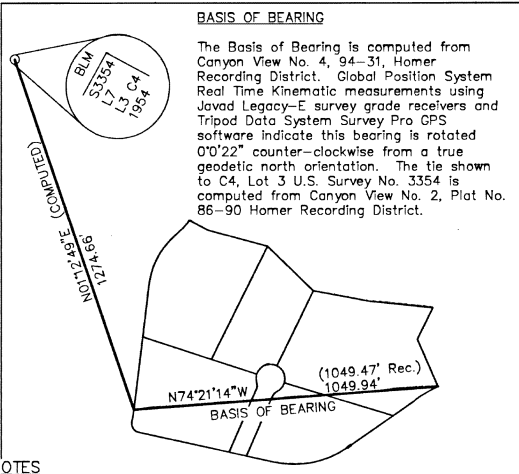 BASIS OF BEARING
The Basis of Bearing is computed from
Canyon View No. 4, 94-31, Homer
Recording District. Global Position System
Real Time Kinematic measurements using
Javad Legacy-E survey grade receivers and
Tripod Data System Survey Pro GPS
software indicate this bearing is rotated
0°0'22" counter-clockwise from a true
geodetic north orientation. The tie shown
to C4, Lot 3 U.S. Survey No. 3354 is
computed from Canyon View No. 2, Plat No.
86-90 Homer Recording District.
BLM
S3354
L7
L3 C4
1954
N01°12'49"E (COMPUTED)
1274.66'
N74°21'14"W
(1049.47' Rec.)
1049.94'
BASIS OF BEARING
OTES